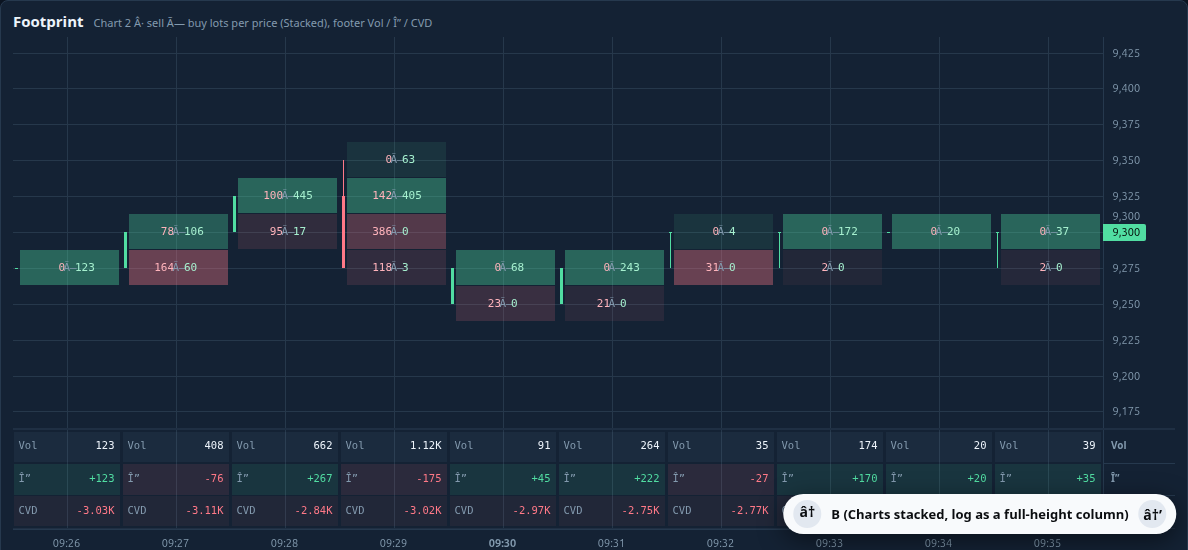 Footprint Chart 2 Â· sell Ã— buy lots per price (Stacked), footer Vol / Î” / CVD
9,425
9,400
9,375
0Ã—63 9,350
100Ã—445 142Ã—405 9,325
9,300
78Ã—106 95Ã—17 386Ã—0 0Ã—4 0Ã—172 0Ã—20 0Ã—37 9,300
0Ã—123 164Ã—60 118Ã—3 0Ã—68 0Ã—243 31Ã—0 2Ã—0 2Ã—0 9,275
23Ã—0 21Ã—0 9,250
9,225
9,200
9,175
Vol 123 Vol 408 Vol 662 Vol 1.12K Vol 91 Vol 264 Vol 35 Vol 174 Vol 20 Vol 39 Vol
Î” +123 Î” -76 Î” +267 Î” -175 Î” +45 Î” +222 Î” -27 Î” +170 Î” +20 Î” +35 Î”
CVD -3.03K CVD -3.11K CVD -2.84K CVD -3.02K CVD -2.97K CVD -2.75K CVD -2.77K
â† B (Charts stacked, log as a full-height column) â†’
09:26 09:27 09:28 09:29 09:30 09:31 09:32 09:33 09:34 09:35